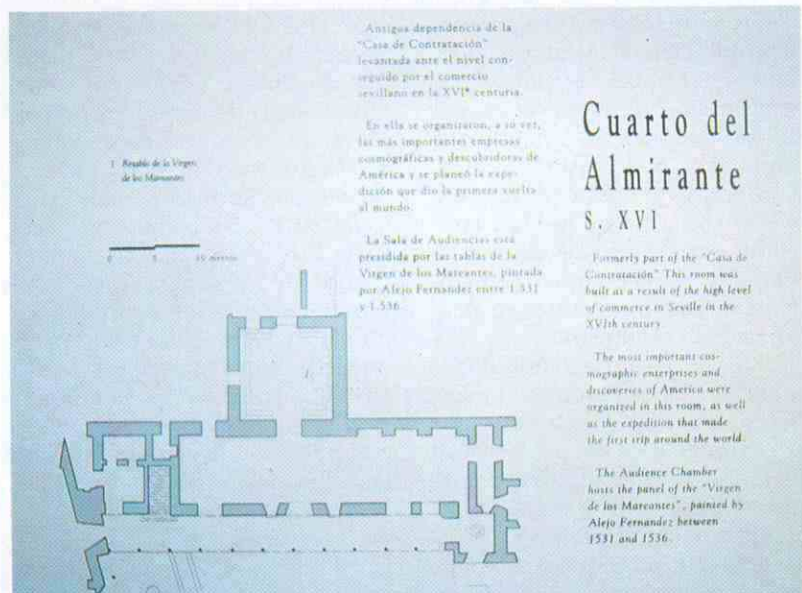 Antigua dependencia de la
"Casa de Contratación"
levantada ante el nivel con-
seguido por el comercio
sevillano en la XVIª centuria.
En ella se organizaron, a su vez,
las más importantes empresas
cosmográficas y descubridoras de
América y se planeó la expe-
dición que dio la primera vuelta
al mundo.
La Sala de Audiencias está
presidida por las tablas de la
Virgen de los Mareantes, pintada
por Alejo Fernandez entre 1.531
y 1.536.
1 Retablo de la Virgen
de los Mareantes
0 5 10 metros
1
Cuarto del
Almirante
S. XVI
Formerly part of the "Casa de
Contratación" This room was
built as a result of the high level
of commerce in Seville in the
XVIth century
The most important cos-
mographic enterprises and
discoveries of America were
organized in this room, as well
as the expedition that made
the first trip around the world.
The Audience Chamber
hosts the panel of the "Virgen
de los Mareantes", painted by
Alejo Fernandez between
1531 and 1536.